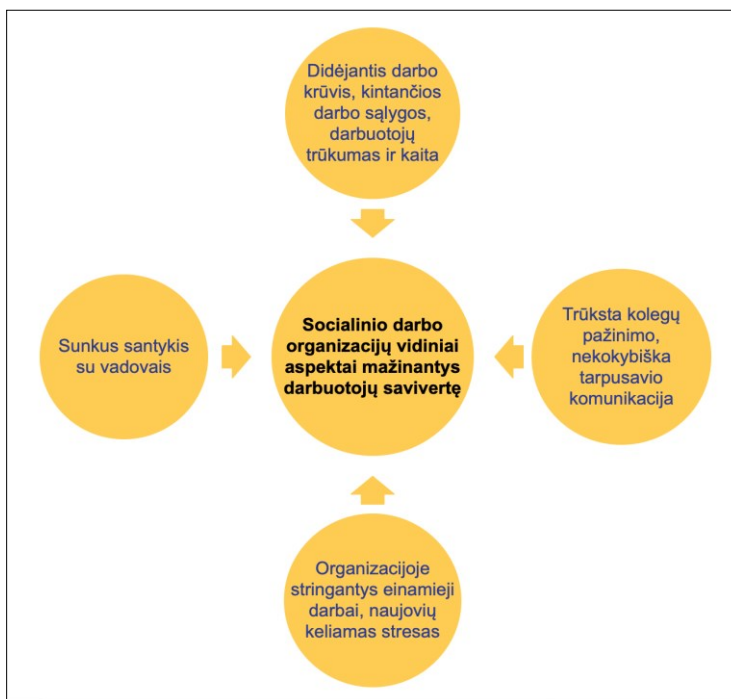 Didėjantis darbo
krūvis, kintančios
darbo sąlygos,
darbuotojų
trūkumas ir kaita
Sunkus santykis
su vadovais
Socialinio darbo
organizacijų vidiniai
aspektai mažinantys
darbuotojų savivertę
Trūksta kolegų
pažinimo,
nekokybiška
tarpusavio
komunikacija
Organizacijoje
stringantys einamieji
darbai, naujovių
keliamas stresas